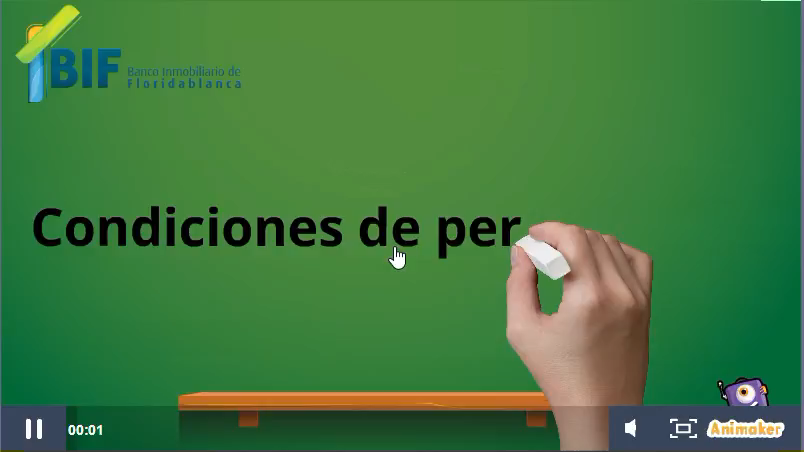 BIF
Banco Inmobiliario de
Floridablanca
Condiciones de per
00:01
Animaker